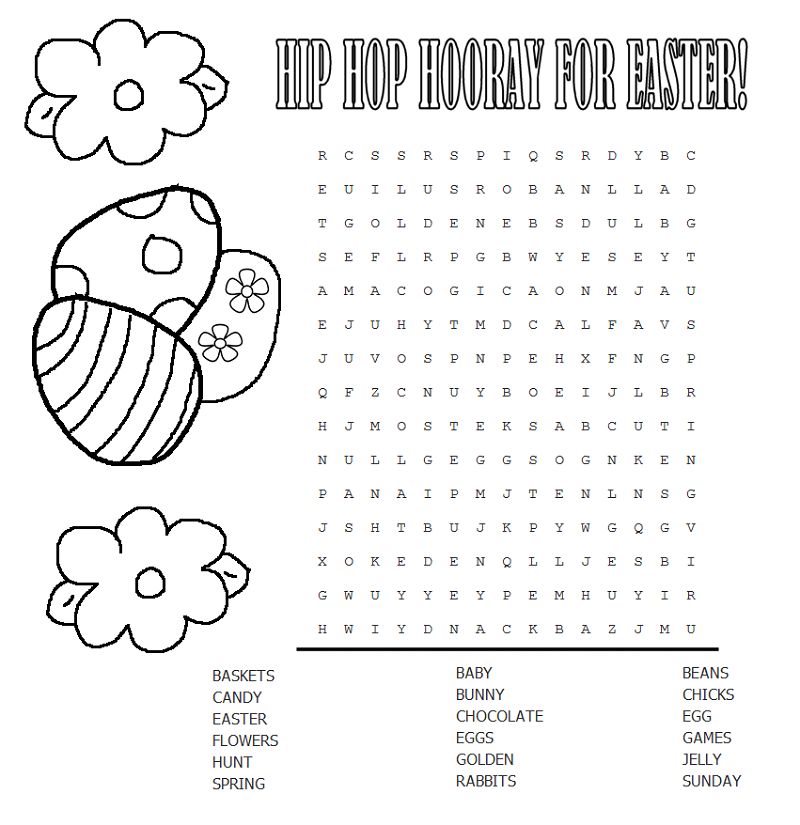 HIP HOP HOORAY FOR EASTER!
R C S S R S P I Q S R D Y B C
E U I L U S R O B A N L L A D
T G O L D E N E B S D U L B G
S E F L R P G B W Y E S E Y T
A M A C O G I C A O N M J A U
E J U H Y T M D C A L F A V S
J U V O S P N P E H X F N G P
Q F Z C N U Y B O E I J L B R
H J M O S T E K S A B C U T I
N U L L G E G G S O G N K E N
P A N A I P M J T E N L N S G
J S H T B U J K P Y W G Q G V
X O K E D E N Q L L J E S B I
G W U Y Y E Y P E M H U Y I R
H W I Y D N A C K B A Z J M U
BASKETS
CANDY
EASTER
FLOWERS
HUNT
SPRING
BABY
BUNNY
CHOCOLATE
EGGS
GOLDEN
RABBITS
BEANS
CHICKS
EGG
GAMES
JELLY
SUNDAY